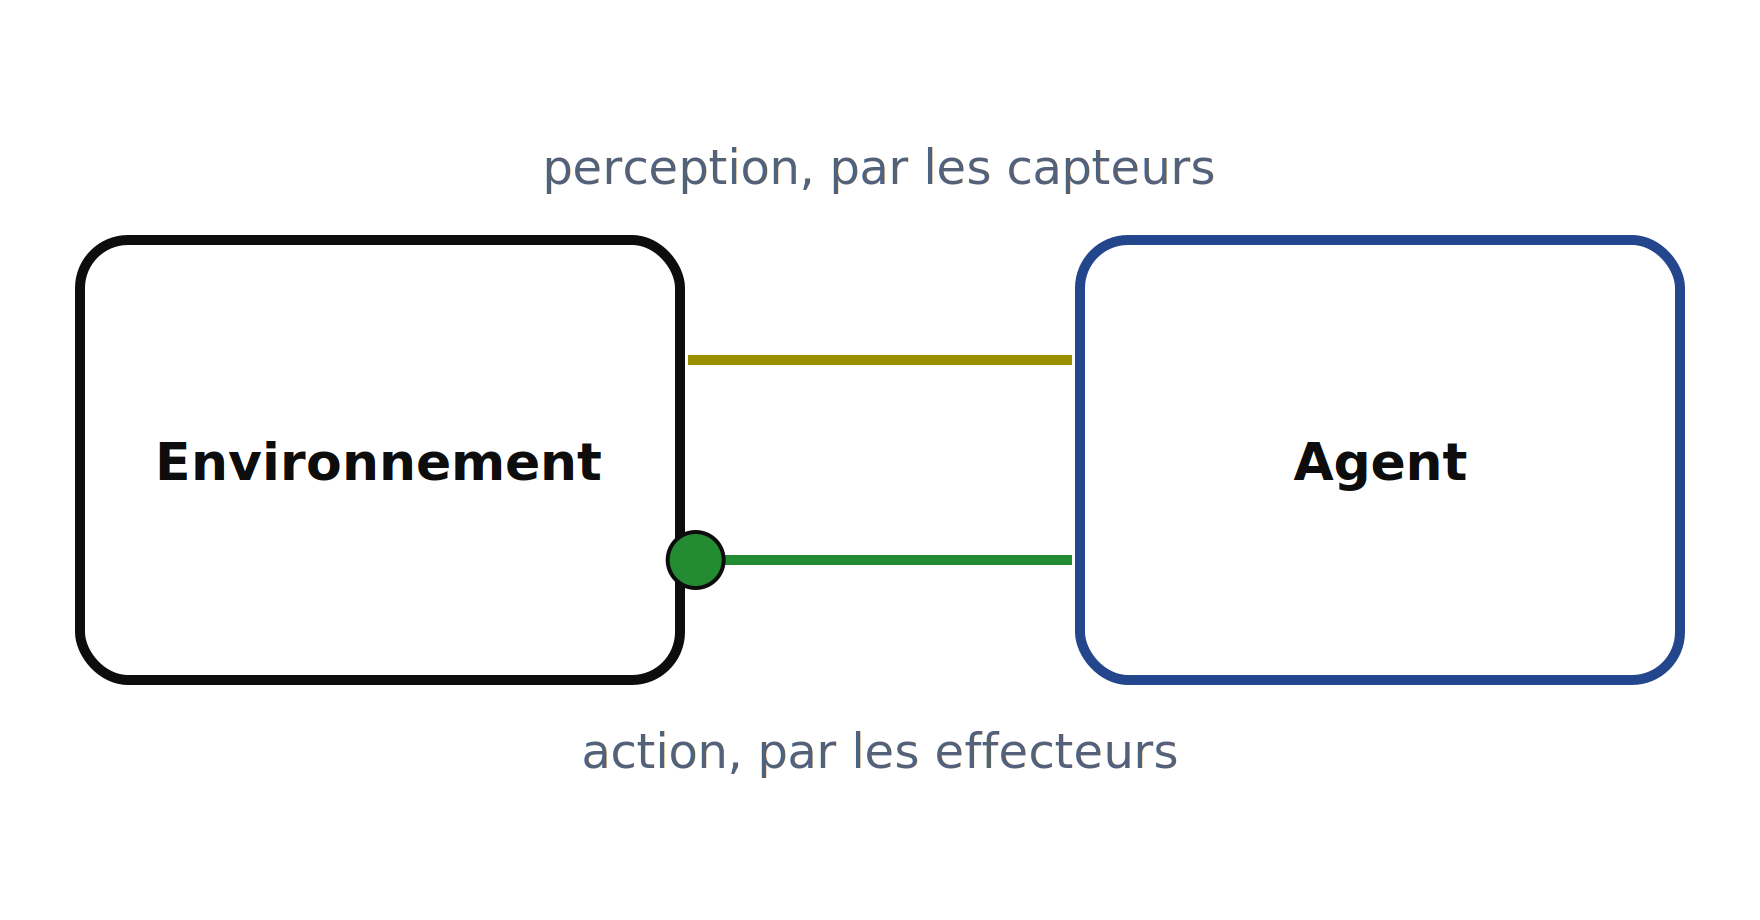 perception, par les capteurs
Environnement
Agent
action, par les effecteurs